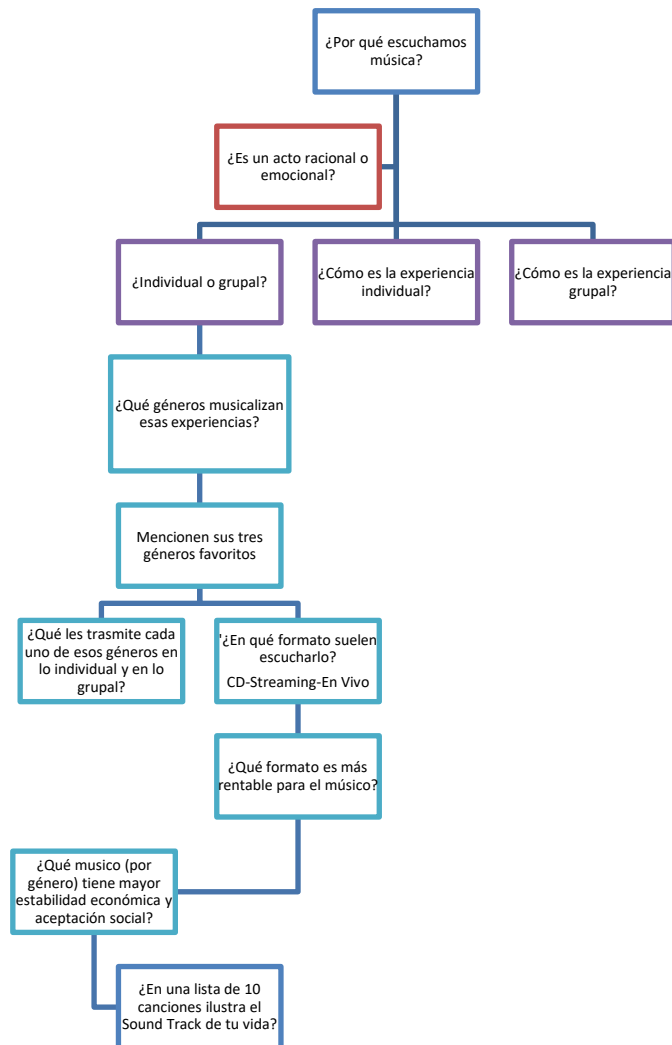 ¿Por qué escuchamos
música?
¿Es un acto racional o
emocional?
¿Individual o grupal?
¿Cómo es la experiencia
individual?
¿Cómo es la experiencia
grupal?
¿Qué géneros musicalizan
esas experiencias?
Mencionen sus tres
géneros favoritos
¿Qué les trasmite cada
uno de esos géneros en
lo individual y en lo
grupal?
'¿En qué formato suelen
escucharlo?
CD-Streaming-En Vivo
¿Qué formato es más
rentable para el músico?
¿Qué musico (por
género) tiene mayor
estabilidad económica y
aceptación social?
¿En una lista de 10
canciones ilustra el
Sound Track de tu vida?